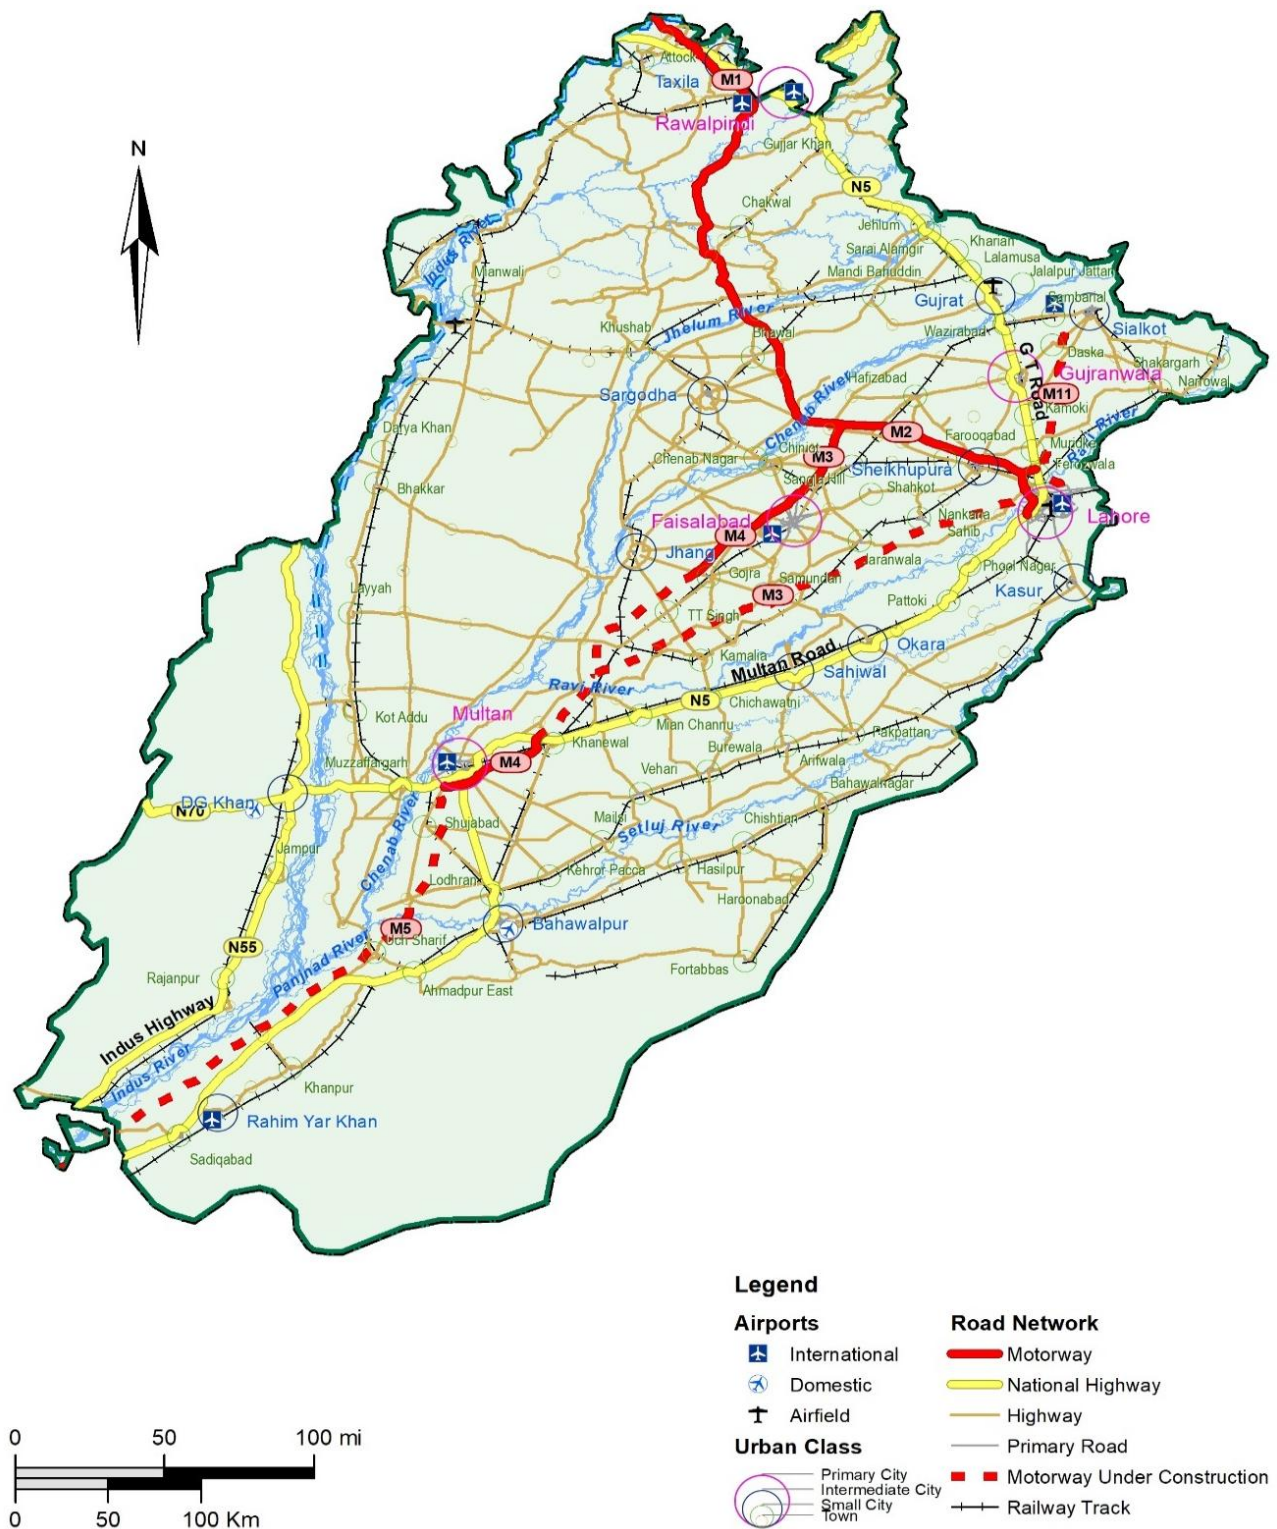 Attock
M1
Taxila
Rawalpindi
Gujjar Khan
N
N5
Chakwal
Jehlum
Kharian
Sarai Alamgir
Lalamusa
Indus River
Mianwali
Mandi Bahuddin
Jalalpur Jattan
Gujrat
Sambarial
Jhelum River
Khushab
Wazirabad
Sialkot
Bhawal
Daska
G T Road
Shakargarh
Gujranwala
Hafizabad
Narrowal
Sargodha
M11
Chenab River
Kamoki
Ravi River
Darya Khan
M2
Farooqabad
Muridke
Chiniot
M3
Chenab Nagar
Sheikhupura
Ferozwala
Sangla Hill
Bhakkar
Shahkot
Faisalabad
Nankana
Sahib
Lahore
M4
Jhang
Jaranwala
Gojra
Samundari
Phool Nagar
Layyah
M3
Kasur
Pattoki
TT Singh
Okara
Kamalia
Multan Road
Sahiwal
Ravi River
N5
Chichawatni
Kot Addu
Multan
Mian Channu
Pakpattan
Khanewal
Burewala
Muzzaffargarh
M4
Arifwala
Vehari
Bahawalnagar
DG Khan
N70
Chenab River
Shujabad
Mailsi
Chishtian
Setluj River
Jampur
Lodhran
Kehror Pacca
Hasilpur
Haroonabad
M5
Bahawalpur
Uch Sharif
N55
Panjnad River
Rajanpur
Fortabbas
Ahmadpur East
Indus Highway
Indus River
Khanpur
Rahim Yar Khan
Sadiqabad
Legend
Airports
International
Domestic
Airfield
Urban Class
Primary City
Intermediate City
Small City
Town
Road Network
Motorway
National Highway
Highway
Primary Road
Motorway Under Construction
Railway Track
0 50 100 mi
0 50 100 Km